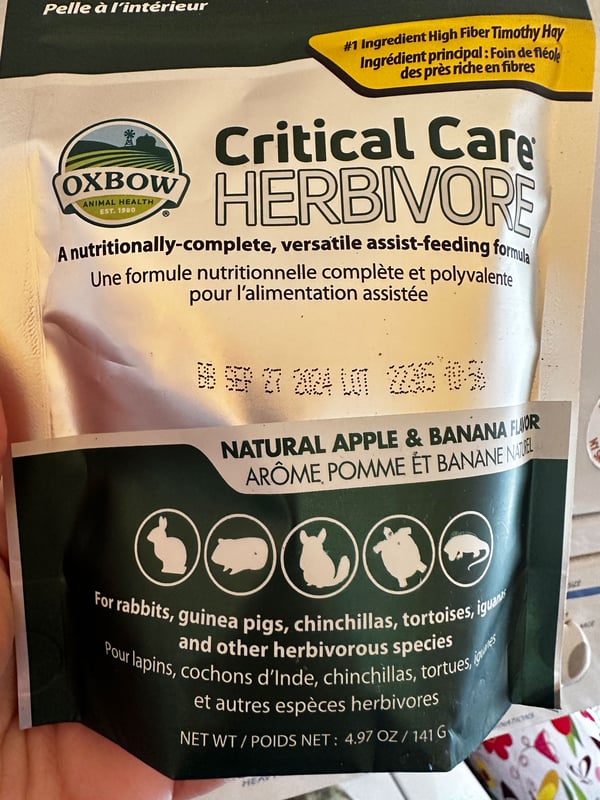 Pelle à l'intérieur
#1 Ingredient High Fiber Timothy Hay
Ingrédient principal : Foin de fléole
des près riche en fibres
OXBOW
ANIMAL HEALTH
EST. 1980
®
Critical Care®
HERBIVORE
A nutritionally-complete, versatile assist-feeding formula
Une formule nutritionnelle complète et polyvalente
pour l'alimentation assistée
BB SEP 27 2024 LOT 10:36
NATURAL APPLE & BANANA FLAVOR
ARÔME POMME ET BANANE NATUREL
For rabbits, guinea pigs, chinchillas, tortoises, iguanas
and other herbivorous species
Pour lapins, cochons d'Inde, chinchillas, tortues, iguanes
et autres espèces herbivores
NET WT / POIDS NET : 4.97 OZ / 141 G